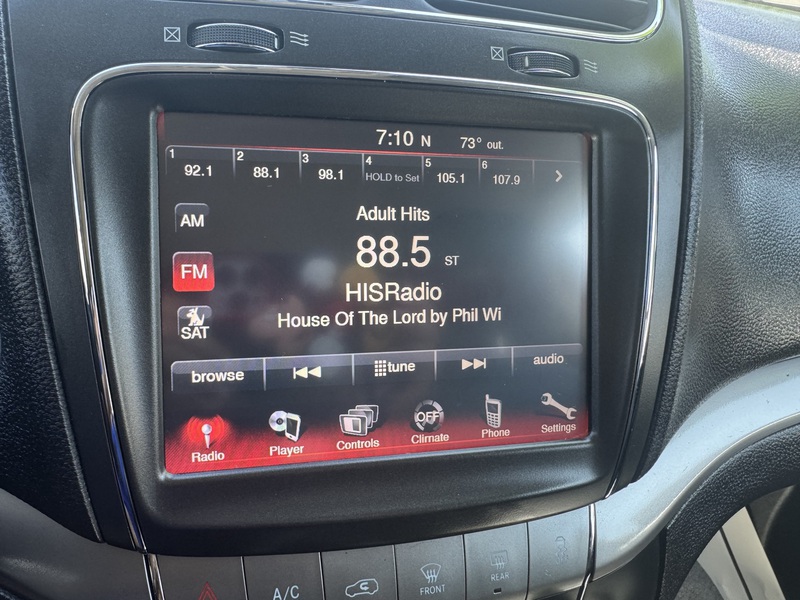 7:10 N 73° out.
1 92.1 2 88.1 3 98.1 4 HOLD to Set 5 105.1 6 107.9
AM
Adult Hits
88.5 ST
FM
HISRadio
House Of The Lord by Phil Wi
SAT
browse tune audio
OFF
Radio Player Controls Climate Phone Settings
A/C FRONT REAR